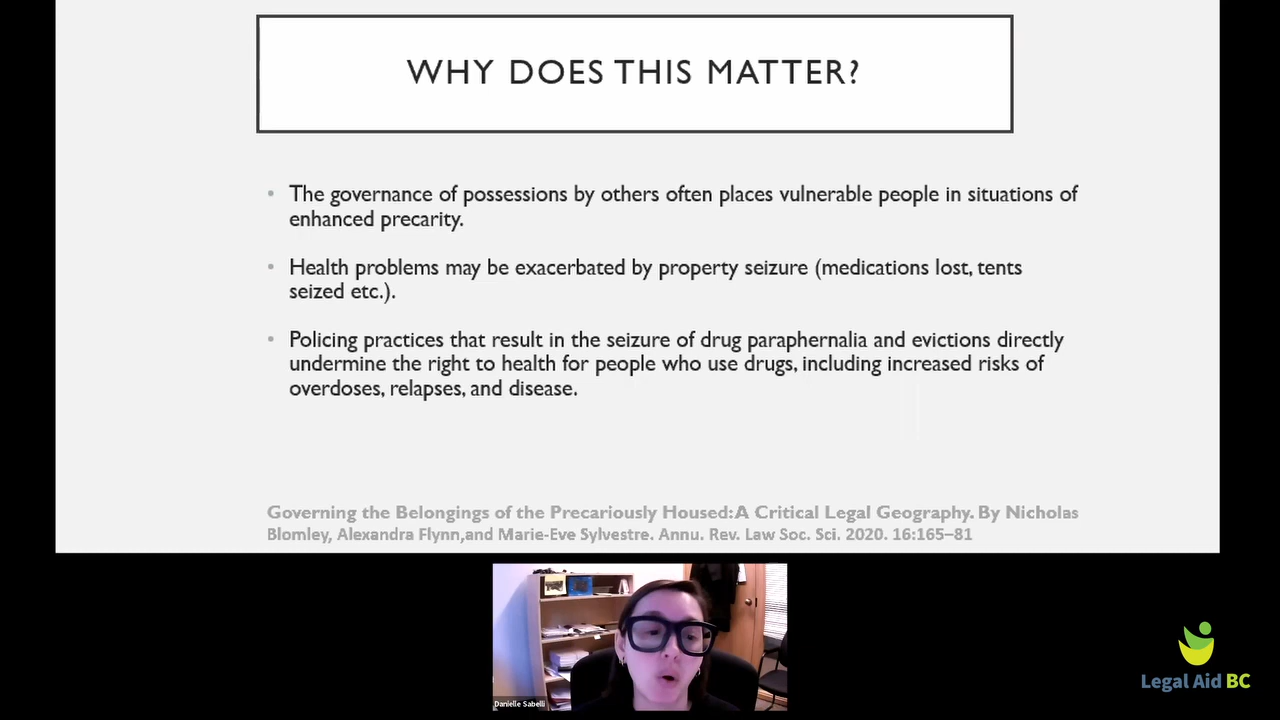 WHY DOES THIS MATTER?
• The governance of possessions by others often places vulnerable people in situations of
enhanced precarity.
• Health problems may be exacerbated by property seizure (medications lost, tents
seized etc.).
• Policing practices that result in the seizure of drug paraphernalia and evictions directly
undermine the right to health for people who use drugs, including increased risks of
overdoses, relapses, and disease.
Governing the Belongings of the Precariously Housed:A Critical Legal Geography. By Nicholas
Blomley, Alexandra Flynn,and Marie-Eve Sylvestre. Annu. Rev. Law Soc. Sci. 2020. 16:165–81
Danielle Sabelli
Legal Aid BC